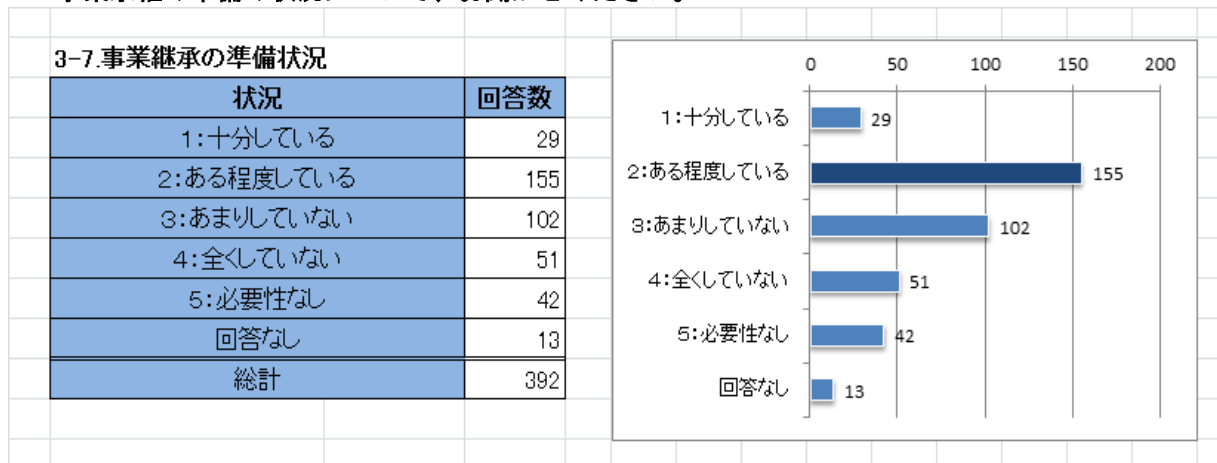 3-7.事業継承の準備状況
状況 回答数
1:十分している 29
2:ある程度している 155
3:あまりしていない 102
4:全くしていない 51
5:必要性なし 42
回答なし 13
総計 392
0 50 100 150 200
1:十分している 29
2:ある程度している 155
3:あまりしていない 102
4:全くしていない 51
5:必要性なし 42
回答なし 13